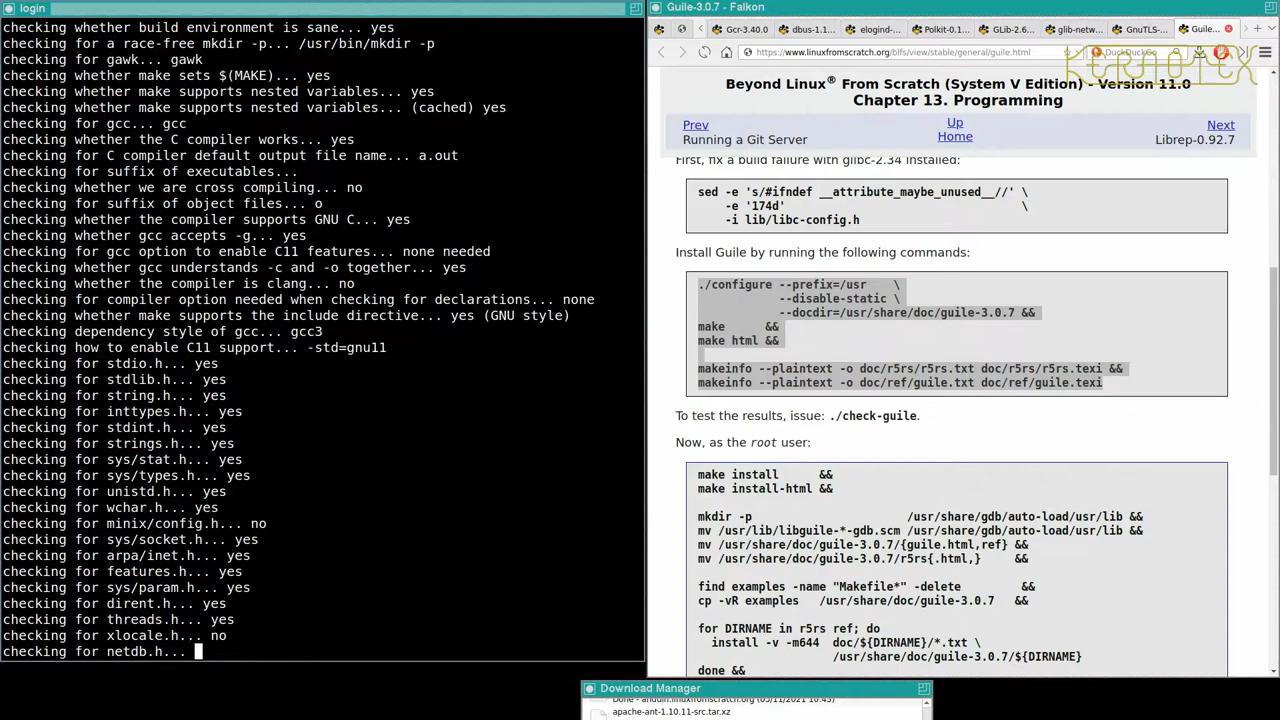 login
checking whether build environment is sane... yes
checking for a race-free mkdir -p... /usr/bin/mkdir -p
checking for gawk... gawk
checking whether make sets $(MAKE)... yes
checking whether make supports nested variables... yes
checking whether make supports nested variables... (cached) yes
checking for gcc... gcc
checking whether the C compiler works... yes
checking for C compiler default output file name... a.out
checking for suffix of executables...
checking whether we are cross compiling... no
checking for suffix of object files... o
checking whether the compiler supports GNU C... yes
checking whether gcc accepts -g... yes
checking for gcc option to enable C11 features... none needed
checking whether gcc understands -c and -o together... yes
checking whether the compiler is clang... no
checking for compiler option needed when checking for declarations... none
checking whether make supports the include directive... yes (GNU style)
checking dependency style of gcc... gcc3
checking how to enable C11 support... -std=gnu11
checking for stdio.h... yes
checking for stdlib.h... yes
checking for string.h... yes
checking for inttypes.h... yes
checking for stdint.h... yes
checking for strings.h... yes
checking for sys/stat.h... yes
checking for sys/types.h... yes
checking for unistd.h... yes
checking for wchar.h... yes
checking for minix/config.h... no
checking for sys/socket.h... yes
checking for arpa/inet.h... yes
checking for features.h... yes
checking for sys/param.h... yes
checking for dirent.h... yes
checking for threads.h... yes
checking for xlocale.h... no
checking for netdb.h...
Guile-3.0.7 - Falkon
Gcr-3.40.0 dbus-1.1... elogind-... Polkit-0.1... GLib-2.6... glib-netw... GnuTLS-... Guile...
https://www.linuxfromscratch.org/blfs/view/stable/general/guile.html DuckDuckGo
KERNOTEX
Beyond Linux® From Scratch (System V Edition) - Version 11.0
Chapter 13. Programming
Prev Up Next
Running a Git Server Home Librep-0.92.7
First, fix a build failure with glibc-2.34 installed:
sed -e 's/#ifndef __attribute_maybe_unused__//' \
-e '174d' \
-i lib/libc-config.h
Install Guile by running the following commands:
./configure --prefix=/usr \
--disable-static \
--docdir=/usr/share/doc/guile-3.0.7 &&
make &&
make html &&
makeinfo --plaintext -o doc/r5rs/r5rs.txt doc/r5rs/r5rs.texi &&
makeinfo --plaintext -o doc/ref/guile.txt doc/ref/guile.texi
To test the results, issue: ./check-guile.
Now, as the root user:
make install &&
make install-html &&
mkdir -p /usr/share/gdb/auto-load/usr/lib &&
mv /usr/lib/libguile-*-gdb.scm /usr/share/gdb/auto-load/usr/lib &&
mv /usr/share/doc/guile-3.0.7/{guile.html,ref} &&
mv /usr/share/doc/guile-3.0.7/r5rs{.html,} &&
find examples -name "Makefile*" -delete &&
cp -vR examples /usr/share/doc/guile-3.0.7 &&
for DIRNAME in r5rs ref; do
install -v -m644 doc/${DIRNAME}/*.txt \
/usr/share/doc/guile-3.0.7/${DIRNAME}
done &&
Download Manager
Done - anduin.linuxfromscratch.org (05/11/2021 10:45)
apache-ant-1.10.11-src.tar.xz